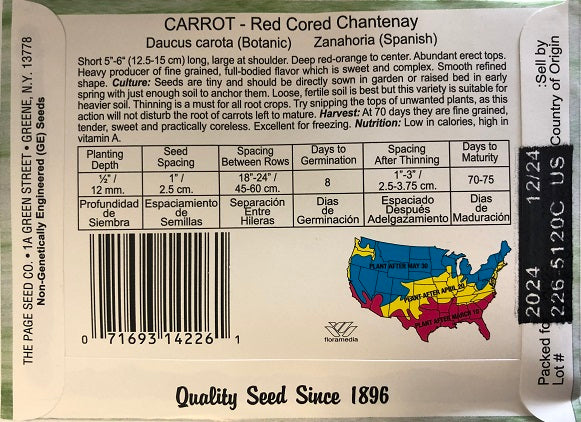 CARROT - Red Cored Chantenay
Daucus carota (Botanic) Zanahoria (Spanish)
Short 5"-6" (12.5-15 cm) long, large at shoulder. Deep red-orange to center. Abundant erect tops.
Heavy producer of fine grained, full-bodied flavor which is sweet and complex. Smooth refined
shape. Culture: Seeds are tiny and should be directly sown in garden or raised bed in early
spring with just enough soil to anchor them. Loose, fertile soil is best but this variety is suitable for
heavier soil. Thinning is a must for all root crops. Try snipping the tops of unwanted plants, as this
action will not disturb the root of carrots left to mature. Harvest: At 70 days they are fine grained,
tender, sweet and practically coreless. Excellent for freezing. Nutrition: Low in calories, high in
vitamin A.
Planting Depth Seed Spacing Spacing Between Rows Days to Germination Spacing After Thinning Days to Maturity
½" / 12 mm. 1" / 2.5 cm. 18"-24" / 45-60 cm. 8 1"-3" / 2.5-3.75 cm. 70-75
Profundidad de Siembra Espaciamiento de Semillas Separación Entre Hileras Dias de Germinación Espaciado Después Adelgazamiento Dias de Maduración
0 71693 14226 1
floramedia
PLANT AFTER MAY 30
PLANT AFTER APRIL 20
PLANT AFTER MARCH 10
Quality Seed Since 1896
THE PAGE SEED CO. • 1A GREEN STREET • GREENE, N.Y. 13778
Non-Genetically Engineered (GE) Seeds
:Sell by
Country of Origin
2024 12/24
226-5120C US
Packed fo
Lot #